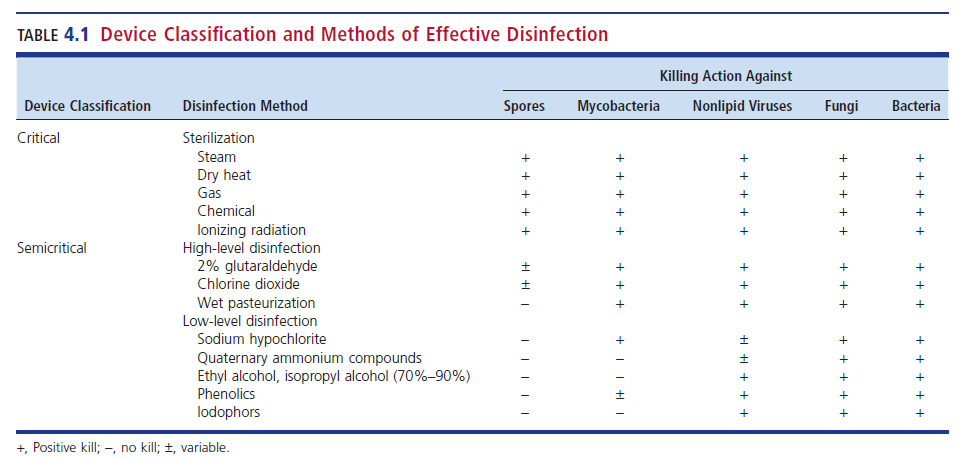 TABLE 4.1 Device Classification and Methods of Effective Disinfection
Killing Action Against
Device Classification Disinfection Method Spores Mycobacteria Nonlipid Viruses Fungi Bacteria
Critical Sterilization
Steam + + + + +
Dry heat + + + + +
Gas + + + + +
Chemical + + + + +
Ionizing radiation + + + + +
Semicritical High-level disinfection
2% glutaraldehyde ± + + + +
Chlorine dioxide ± + + + +
Wet pasteurization – + + + +
Low-level disinfection
Sodium hypochlorite – + ± + +
Quaternary ammonium compounds – – ± + +
Ethyl alcohol, isopropyl alcohol (70%–90%) – – + + +
Phenolics – ± + + +
Iodophors – – + + +
+, Positive kill; –, no kill; ±, variable.